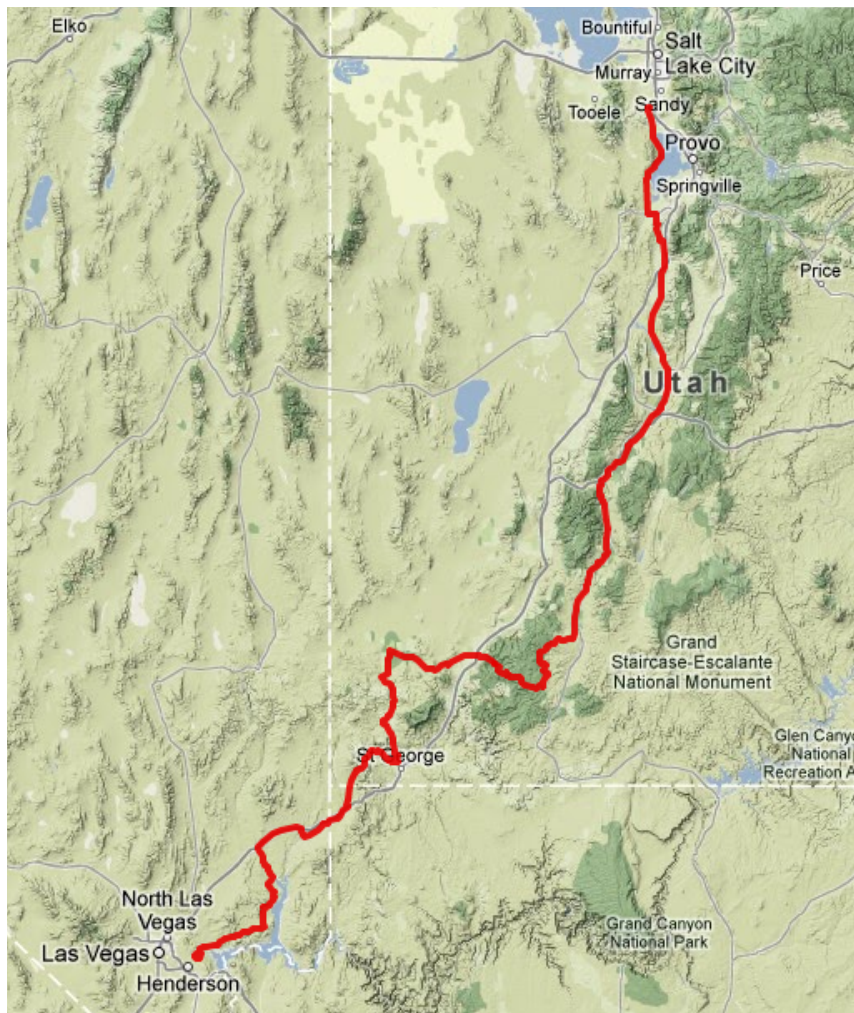 Elko
Bountiful
Salt
Lake City
Murray
Tooele
Sandy
Provo
Springville
Price
Utah
Grand
Staircase-Escalante
National Monument
Glen Canyo
National
Recreation A
St George
North Las
Vegas
Las Vegas
Henderson
Grand Canyon
National Park